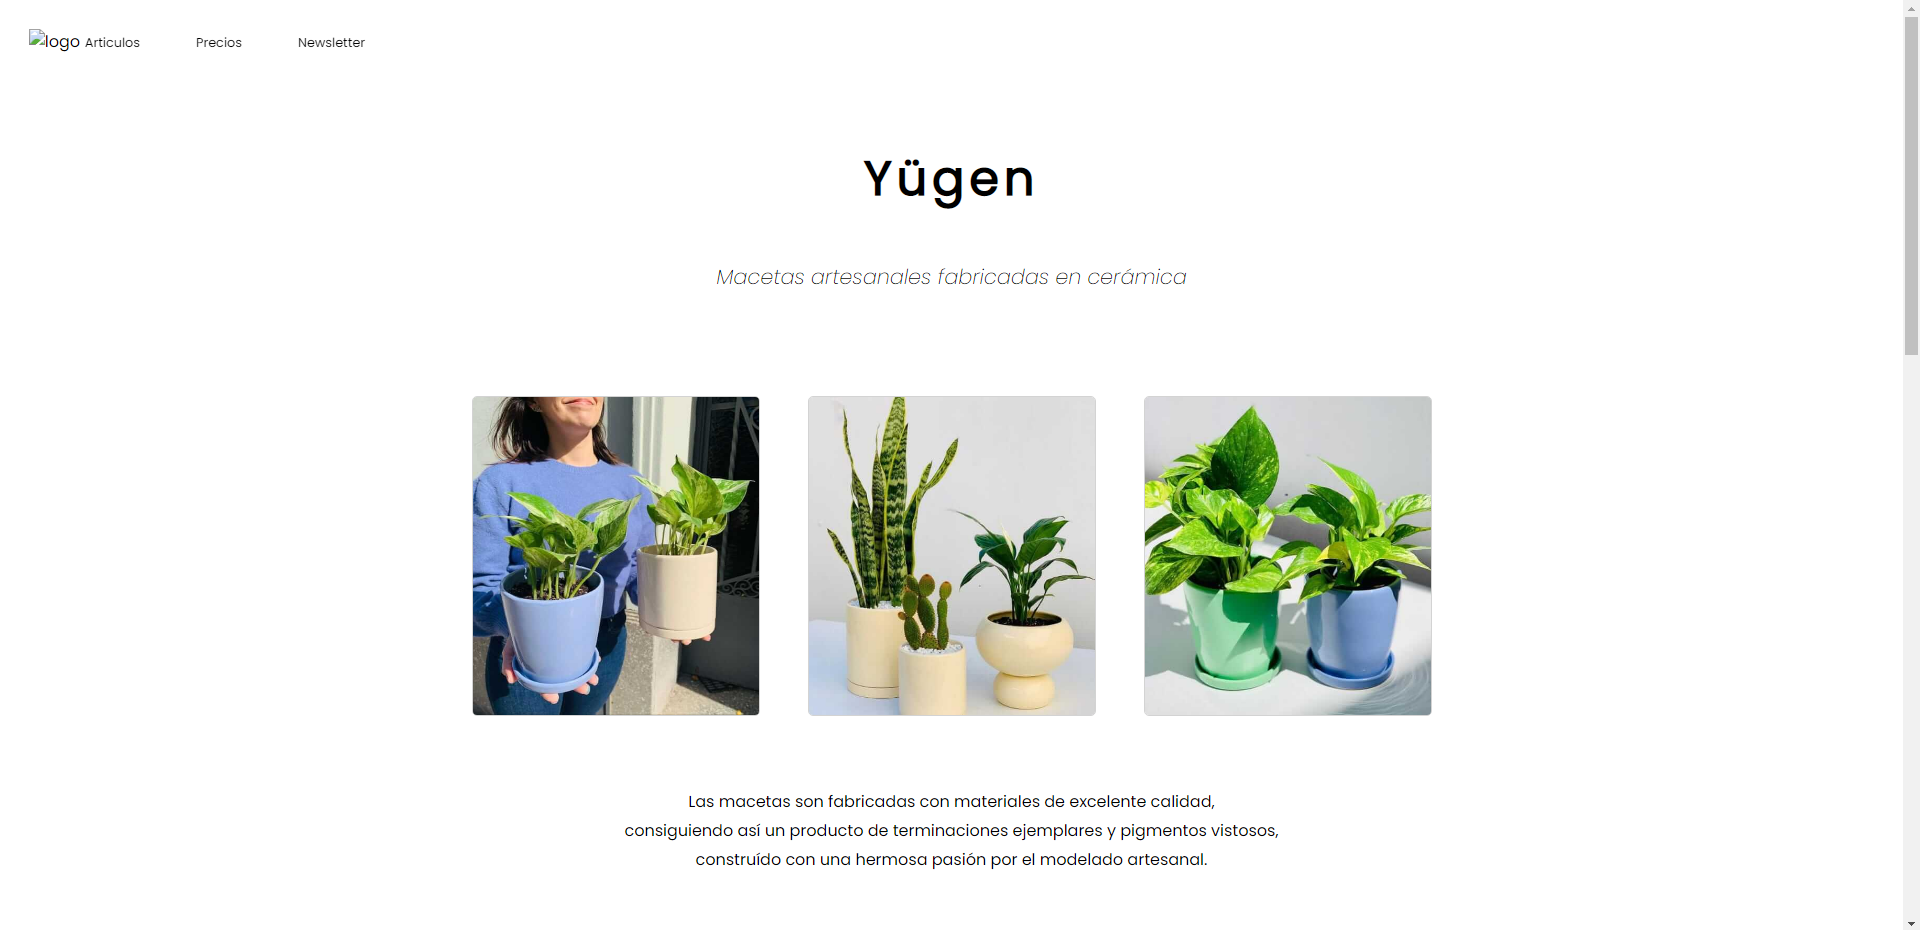 logo Articulos Precios Newsletter
Yügen
Macetas artesanales fabricadas en cerámica
Las macetas son fabricadas con materiales de excelente calidad,
consiguiendo así un producto de terminaciones ejemplares y pigmentos vistosos,
construído con una hermosa pasión por el modelado artesanal.